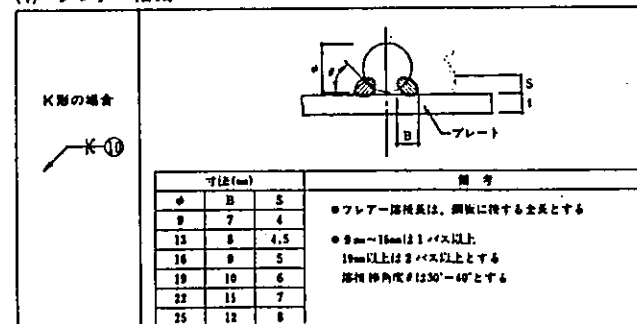 K形の場合
K 10
φ θ S t B プレート
寸法(mm) 備考
φ B S
9 7 4
13 8 4.5
16 9 5
19 10 6
22 11 7
25 12 8
●フレアー溶接長は、鋼板に接する全長とする
●9mm~16mmは1パス以上
19mm以上は2パス以上とする
溶接棒角度θは30°~40°とする